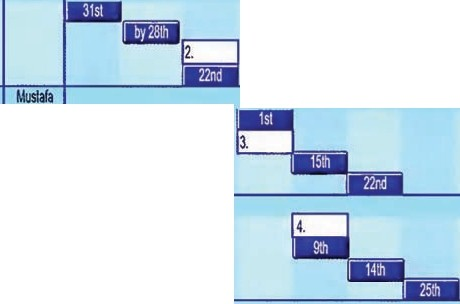 31st
by 28th
2.
22nd
Mustafa
1st
3.
15th
22nd
4.
9th
14th
25th